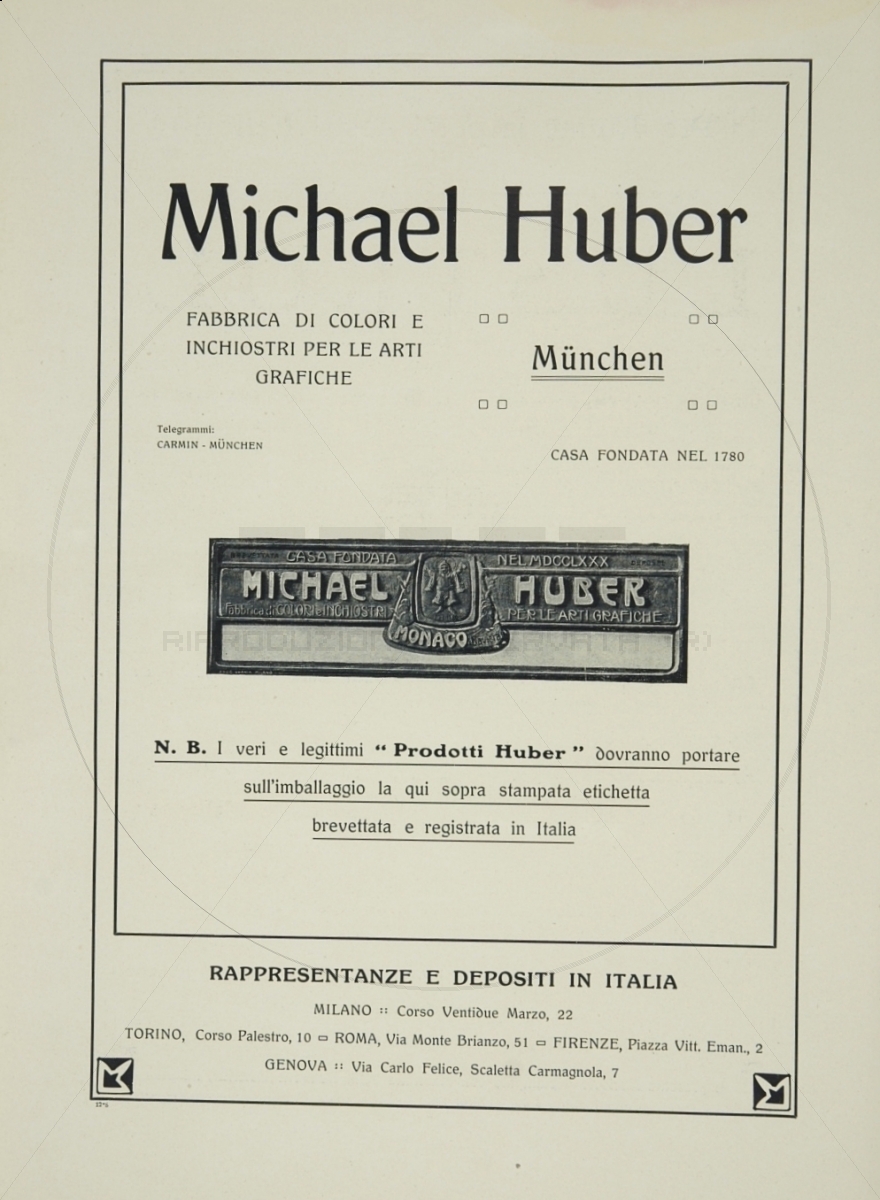 Michael Huber
FABBRICA DI COLORI E
INCHIOSTRI PER LE ARTI
GRAFICHE
München
Telegrammi:
CARMIN - MÜNCHEN
CASA FONDATA NEL 1780
CASA FONDATA
NEL MDCCLXXX
MICHAEL
HUBER
Fabbrica di COLORI e INCHIOSTRI
PER LE ARTI GRAFICHE
MONACO
N. B. I veri e legittimi “ Prodotti Huber ” dovranno portare
sull'imballaggio la qui sopra stampata etichetta
brevettata e registrata in Italia
RAPPRESENTANZE E DEPOSITI IN ITALIA
MILANO :: Corso Ventidue Marzo, 22
TORINO, Corso Palestro, 10 ▭ ROMA, Via Monte Brianzo, 51 ▭ FIRENZE, Piazza Vitt. Eman., 2
GENOVA :: Via Carlo Felice, Scaletta Carmagnola, 7